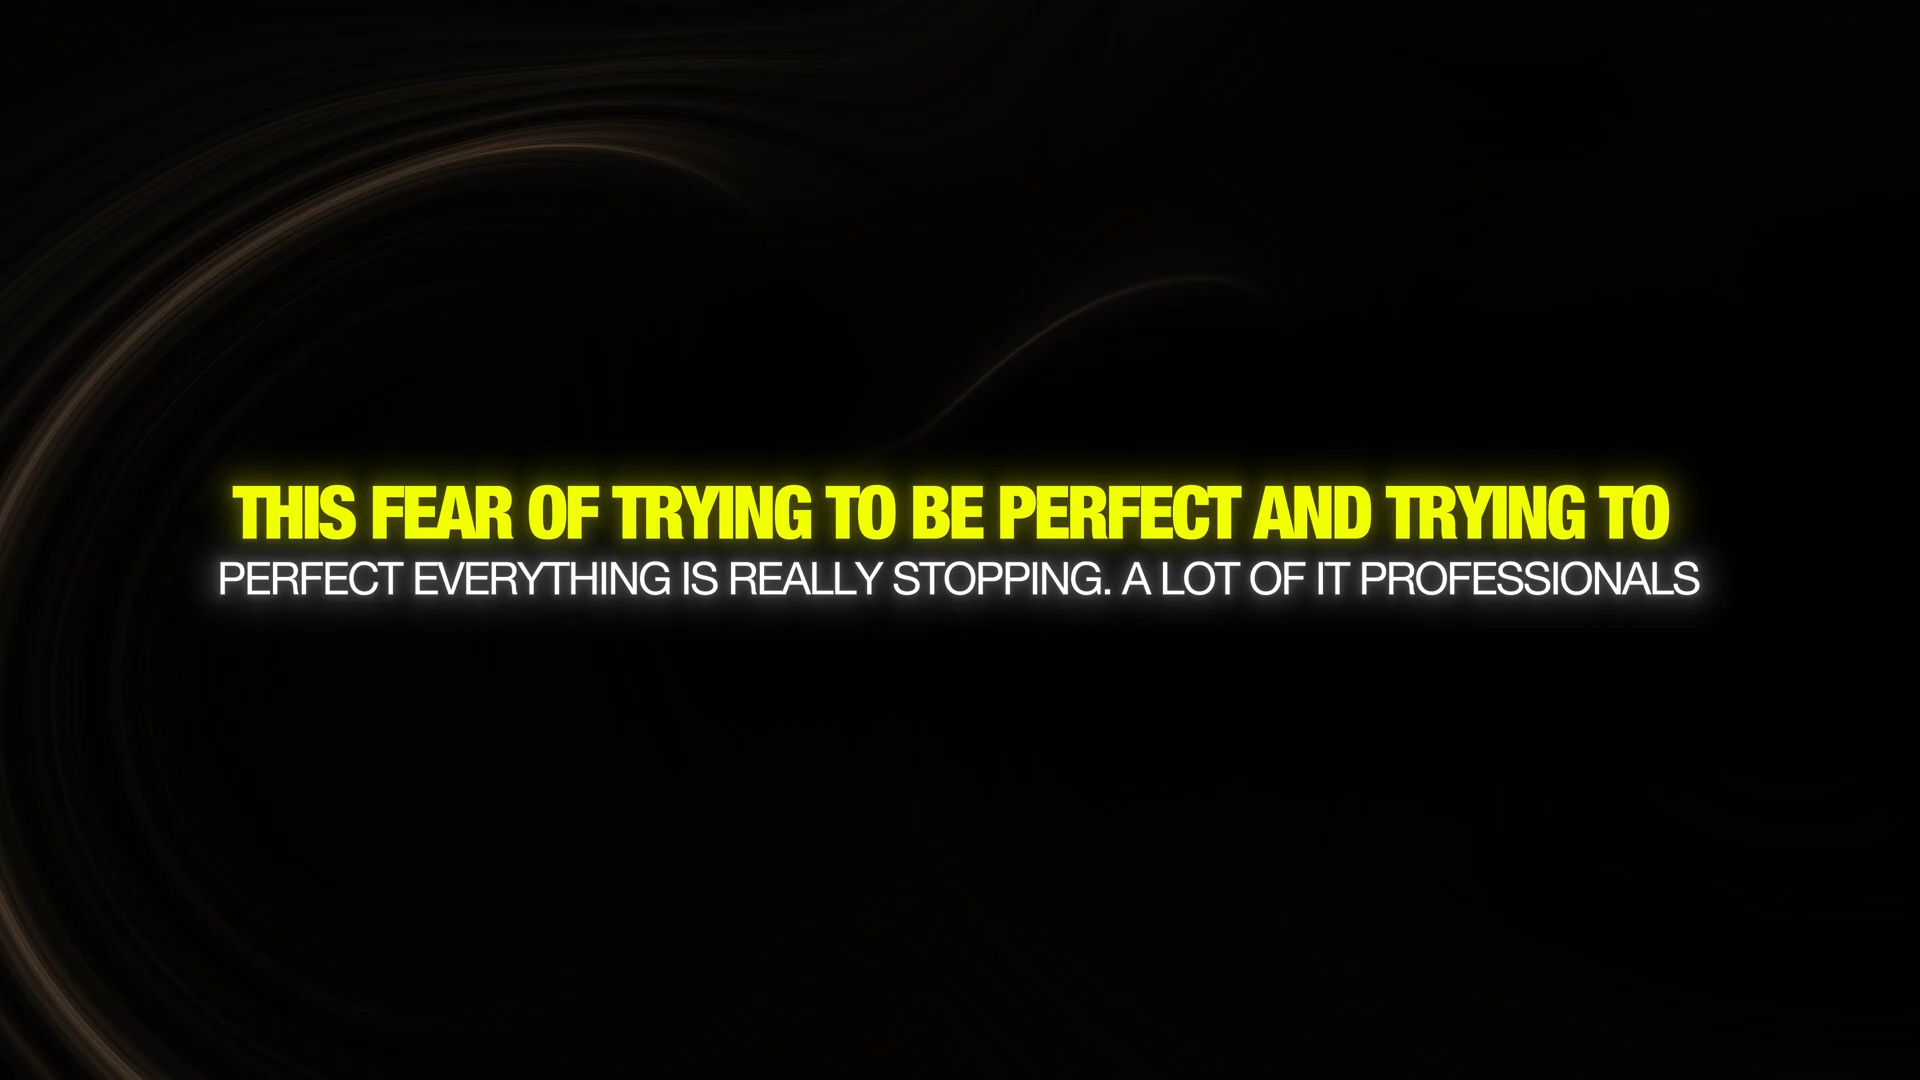 THIS FEAR OF TRYING TO BE PERFECT AND TRYING TO
PERFECT EVERYTHING IS REALLY STOPPING. A LOT OF IT PROFESSIONALS